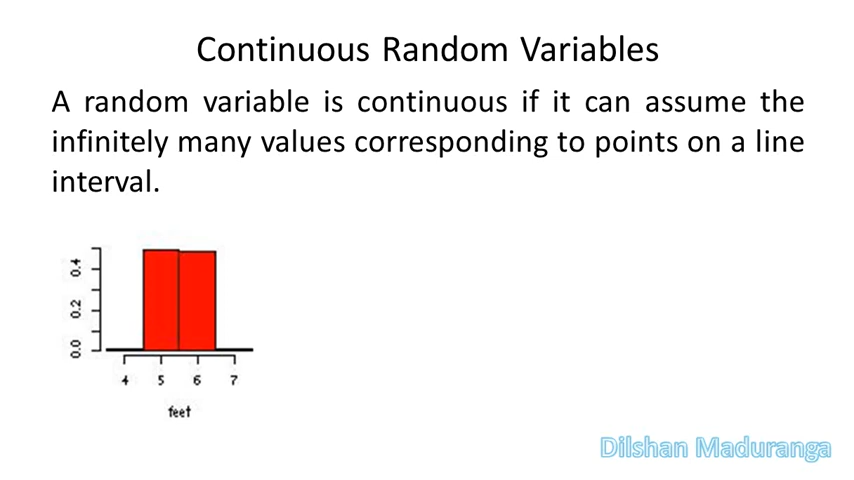 Continuous Random Variables
A random variable is continuous if it can assume the
infinitely many values corresponding to points on a line
interval.
0.4
0.2
0.0
4 5 6 7
feet
Dilshan Maduranga